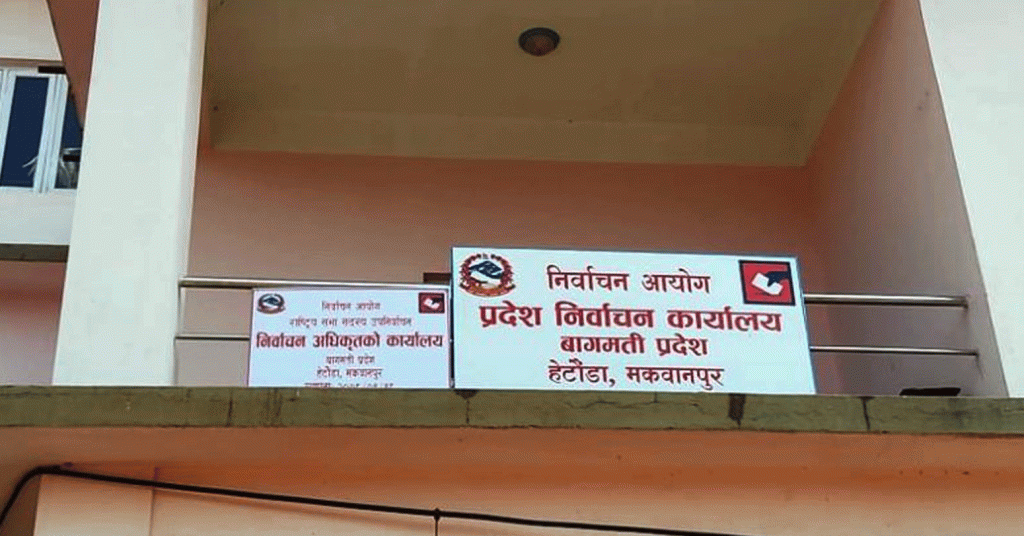 निर्वाचन आयोग
राष्ट्रिय सभा सदस्य उपनिर्वाचन
निर्वाचन अधिकृतको कार्यालय
बागमती प्रदेश
हेटौंडा, मकवानपुर
निर्वाचन आयोग
प्रदेश निर्वाचन कार्यालय
बागमती प्रदेश
हेटौंडा, मकवानपुर